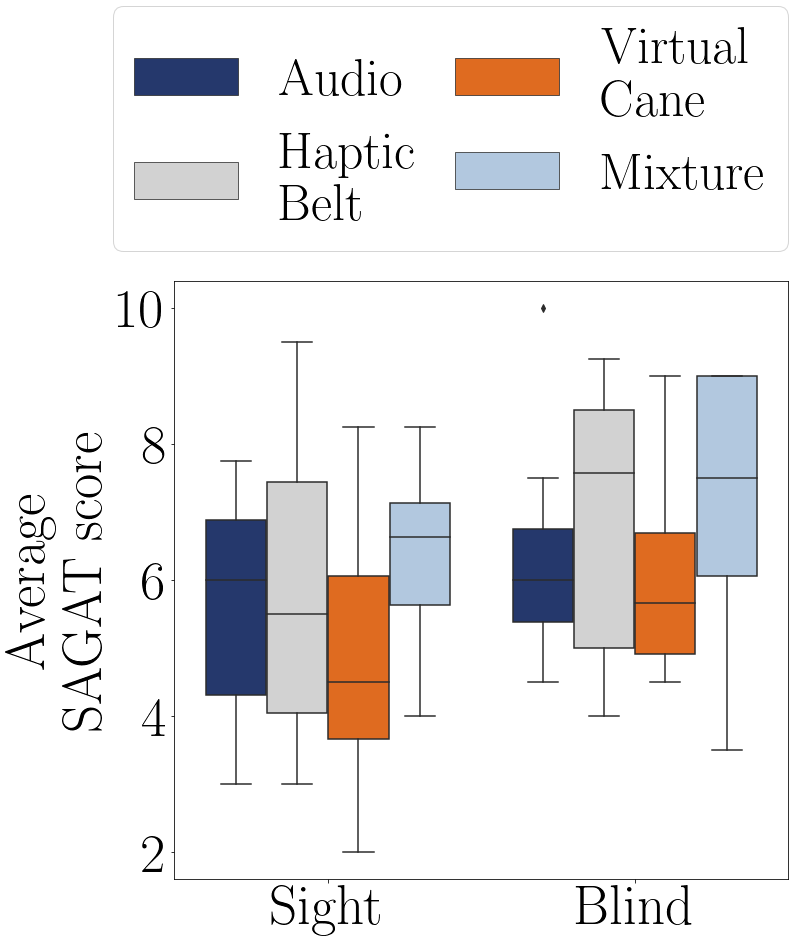 Audio
Haptic
Belt
Virtual
Cane
Mixture
Average
SAGAT score
10
8
6
4
2
Sight
Blind